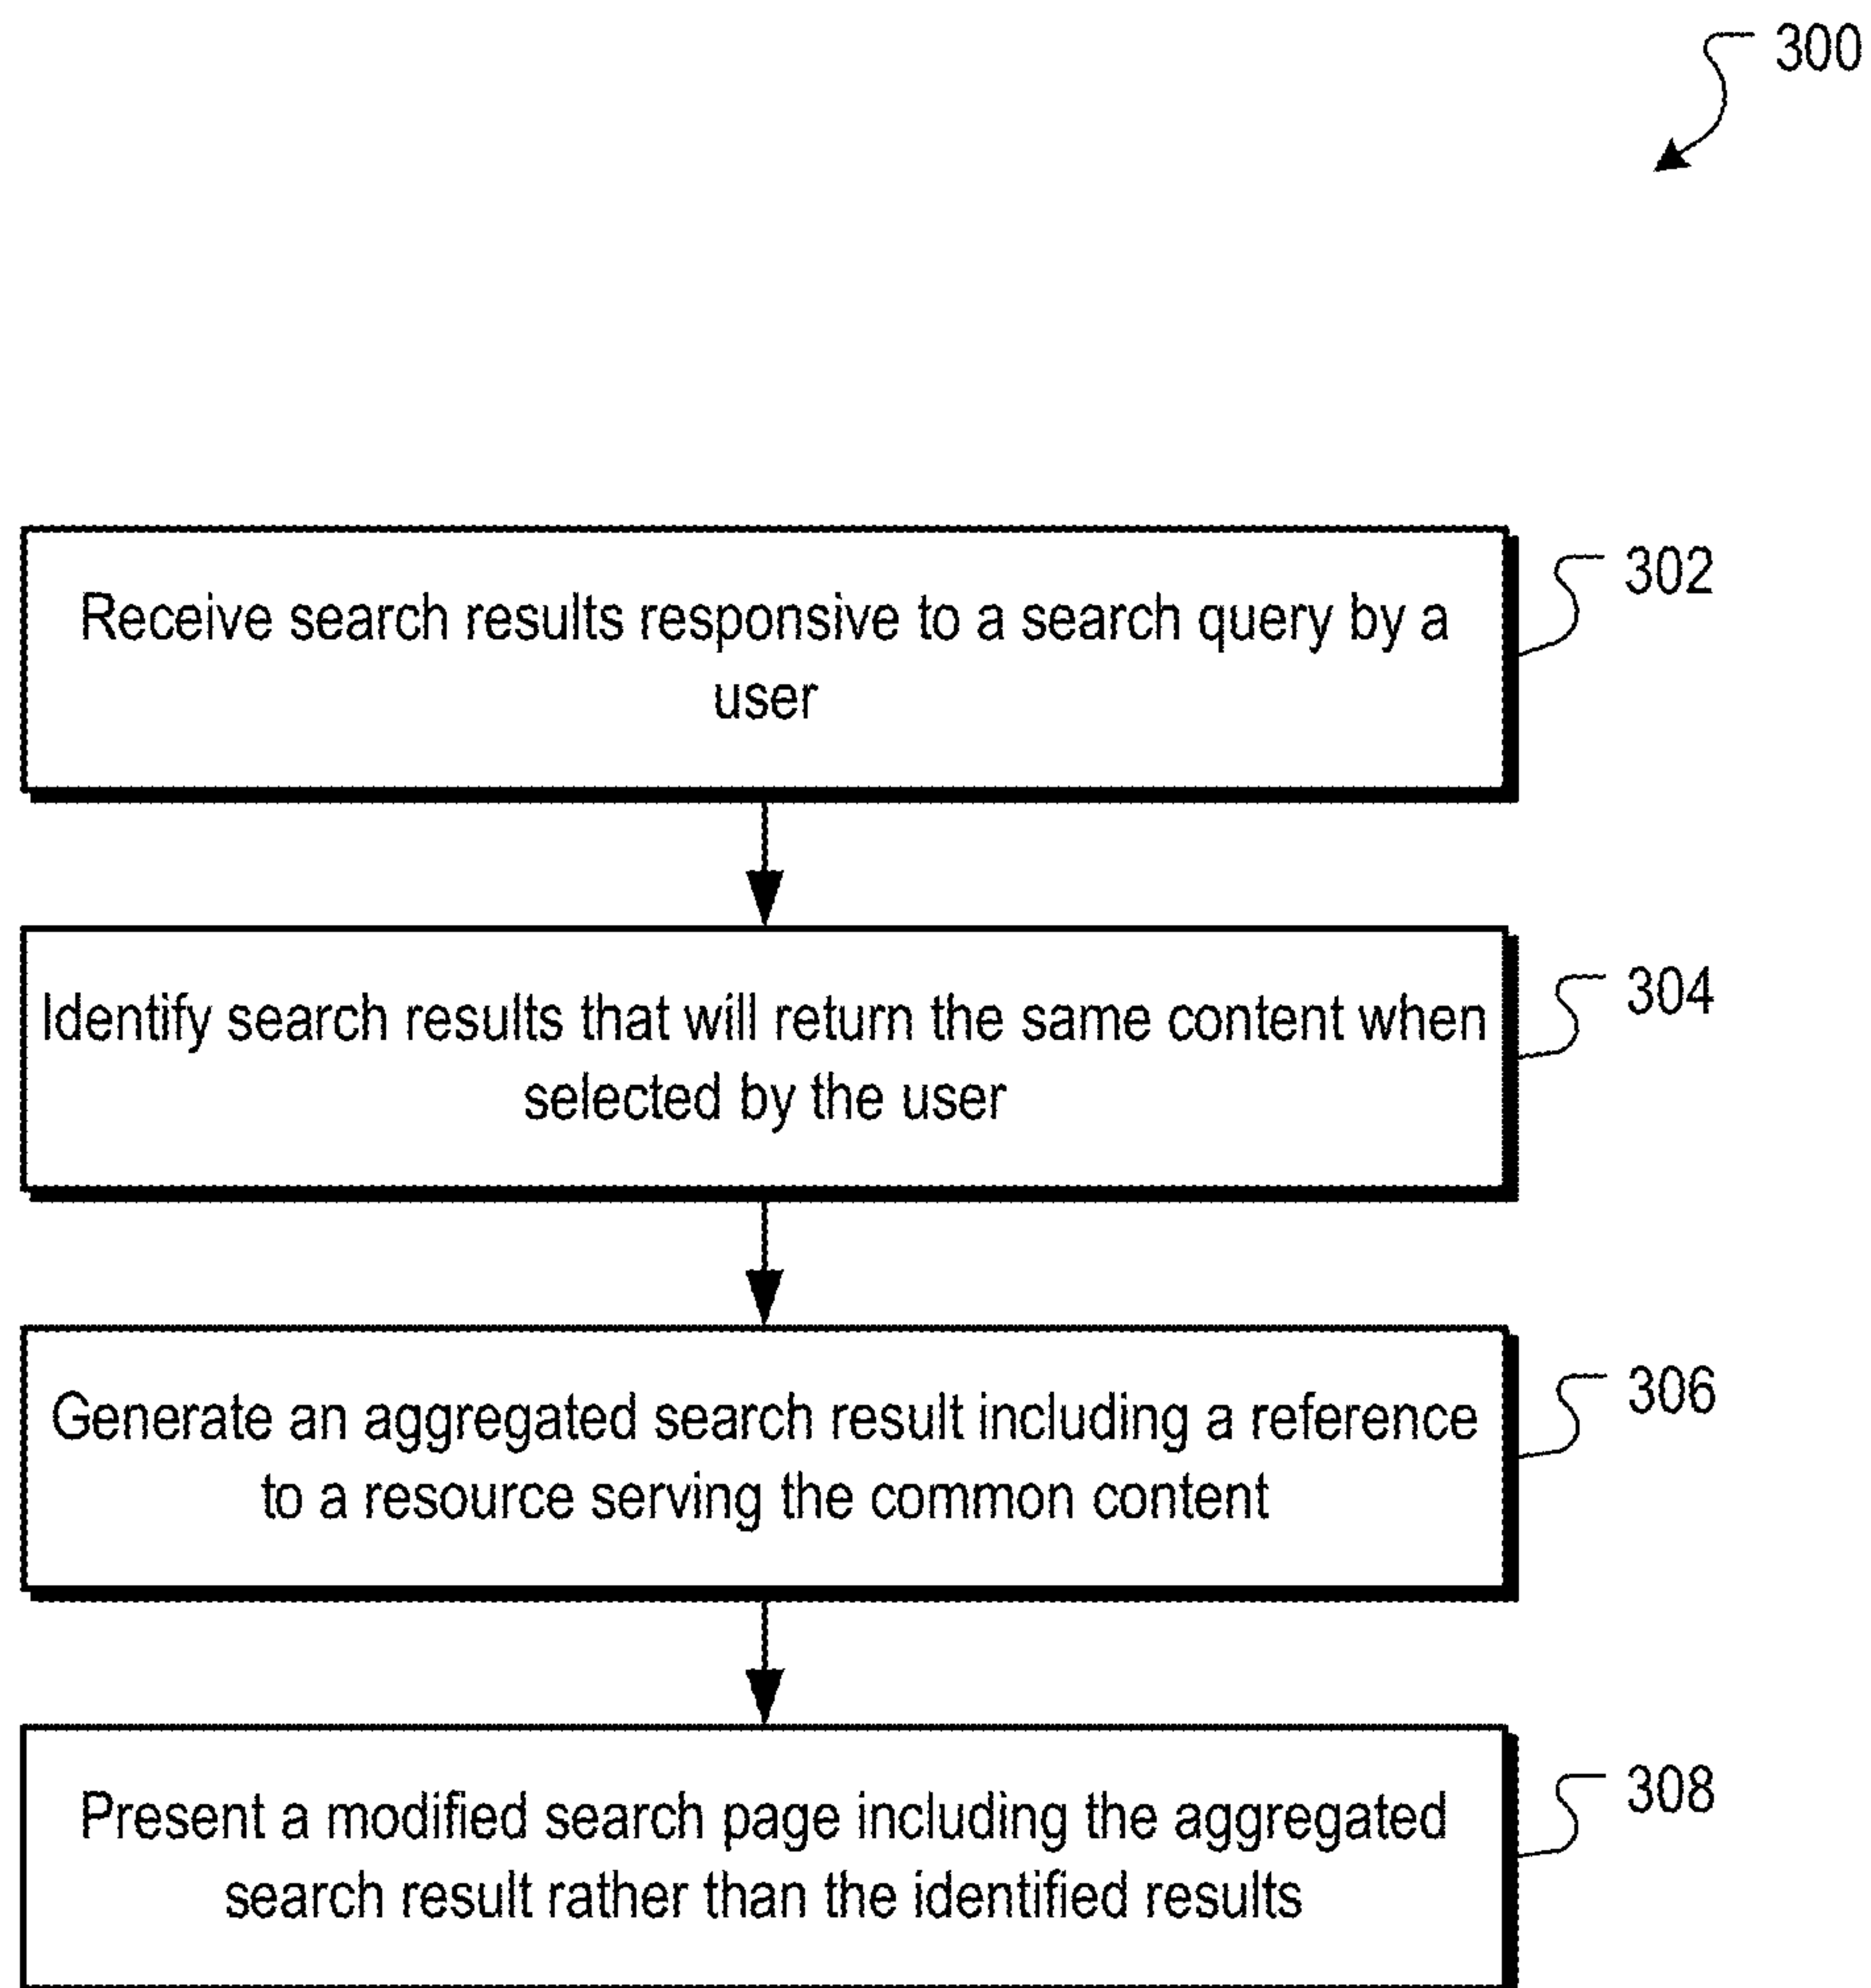 300
Receive search results responsive to a search query by a
user
302
Identify search results that will return the same content when
selected by the user
304
Generate an aggregated search result including a reference
to a resource serving the common content
306
Present a modified search page including the aggregated
search result rather than the identified results
308